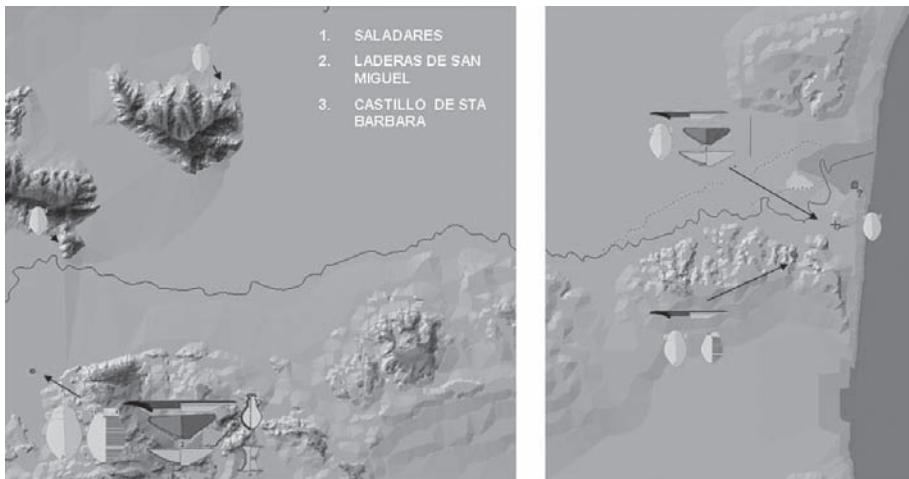 1. SALADARES
2. LADERAS DE SAN
MIGUEL
3. CASTILLO DE STA
BARBARA